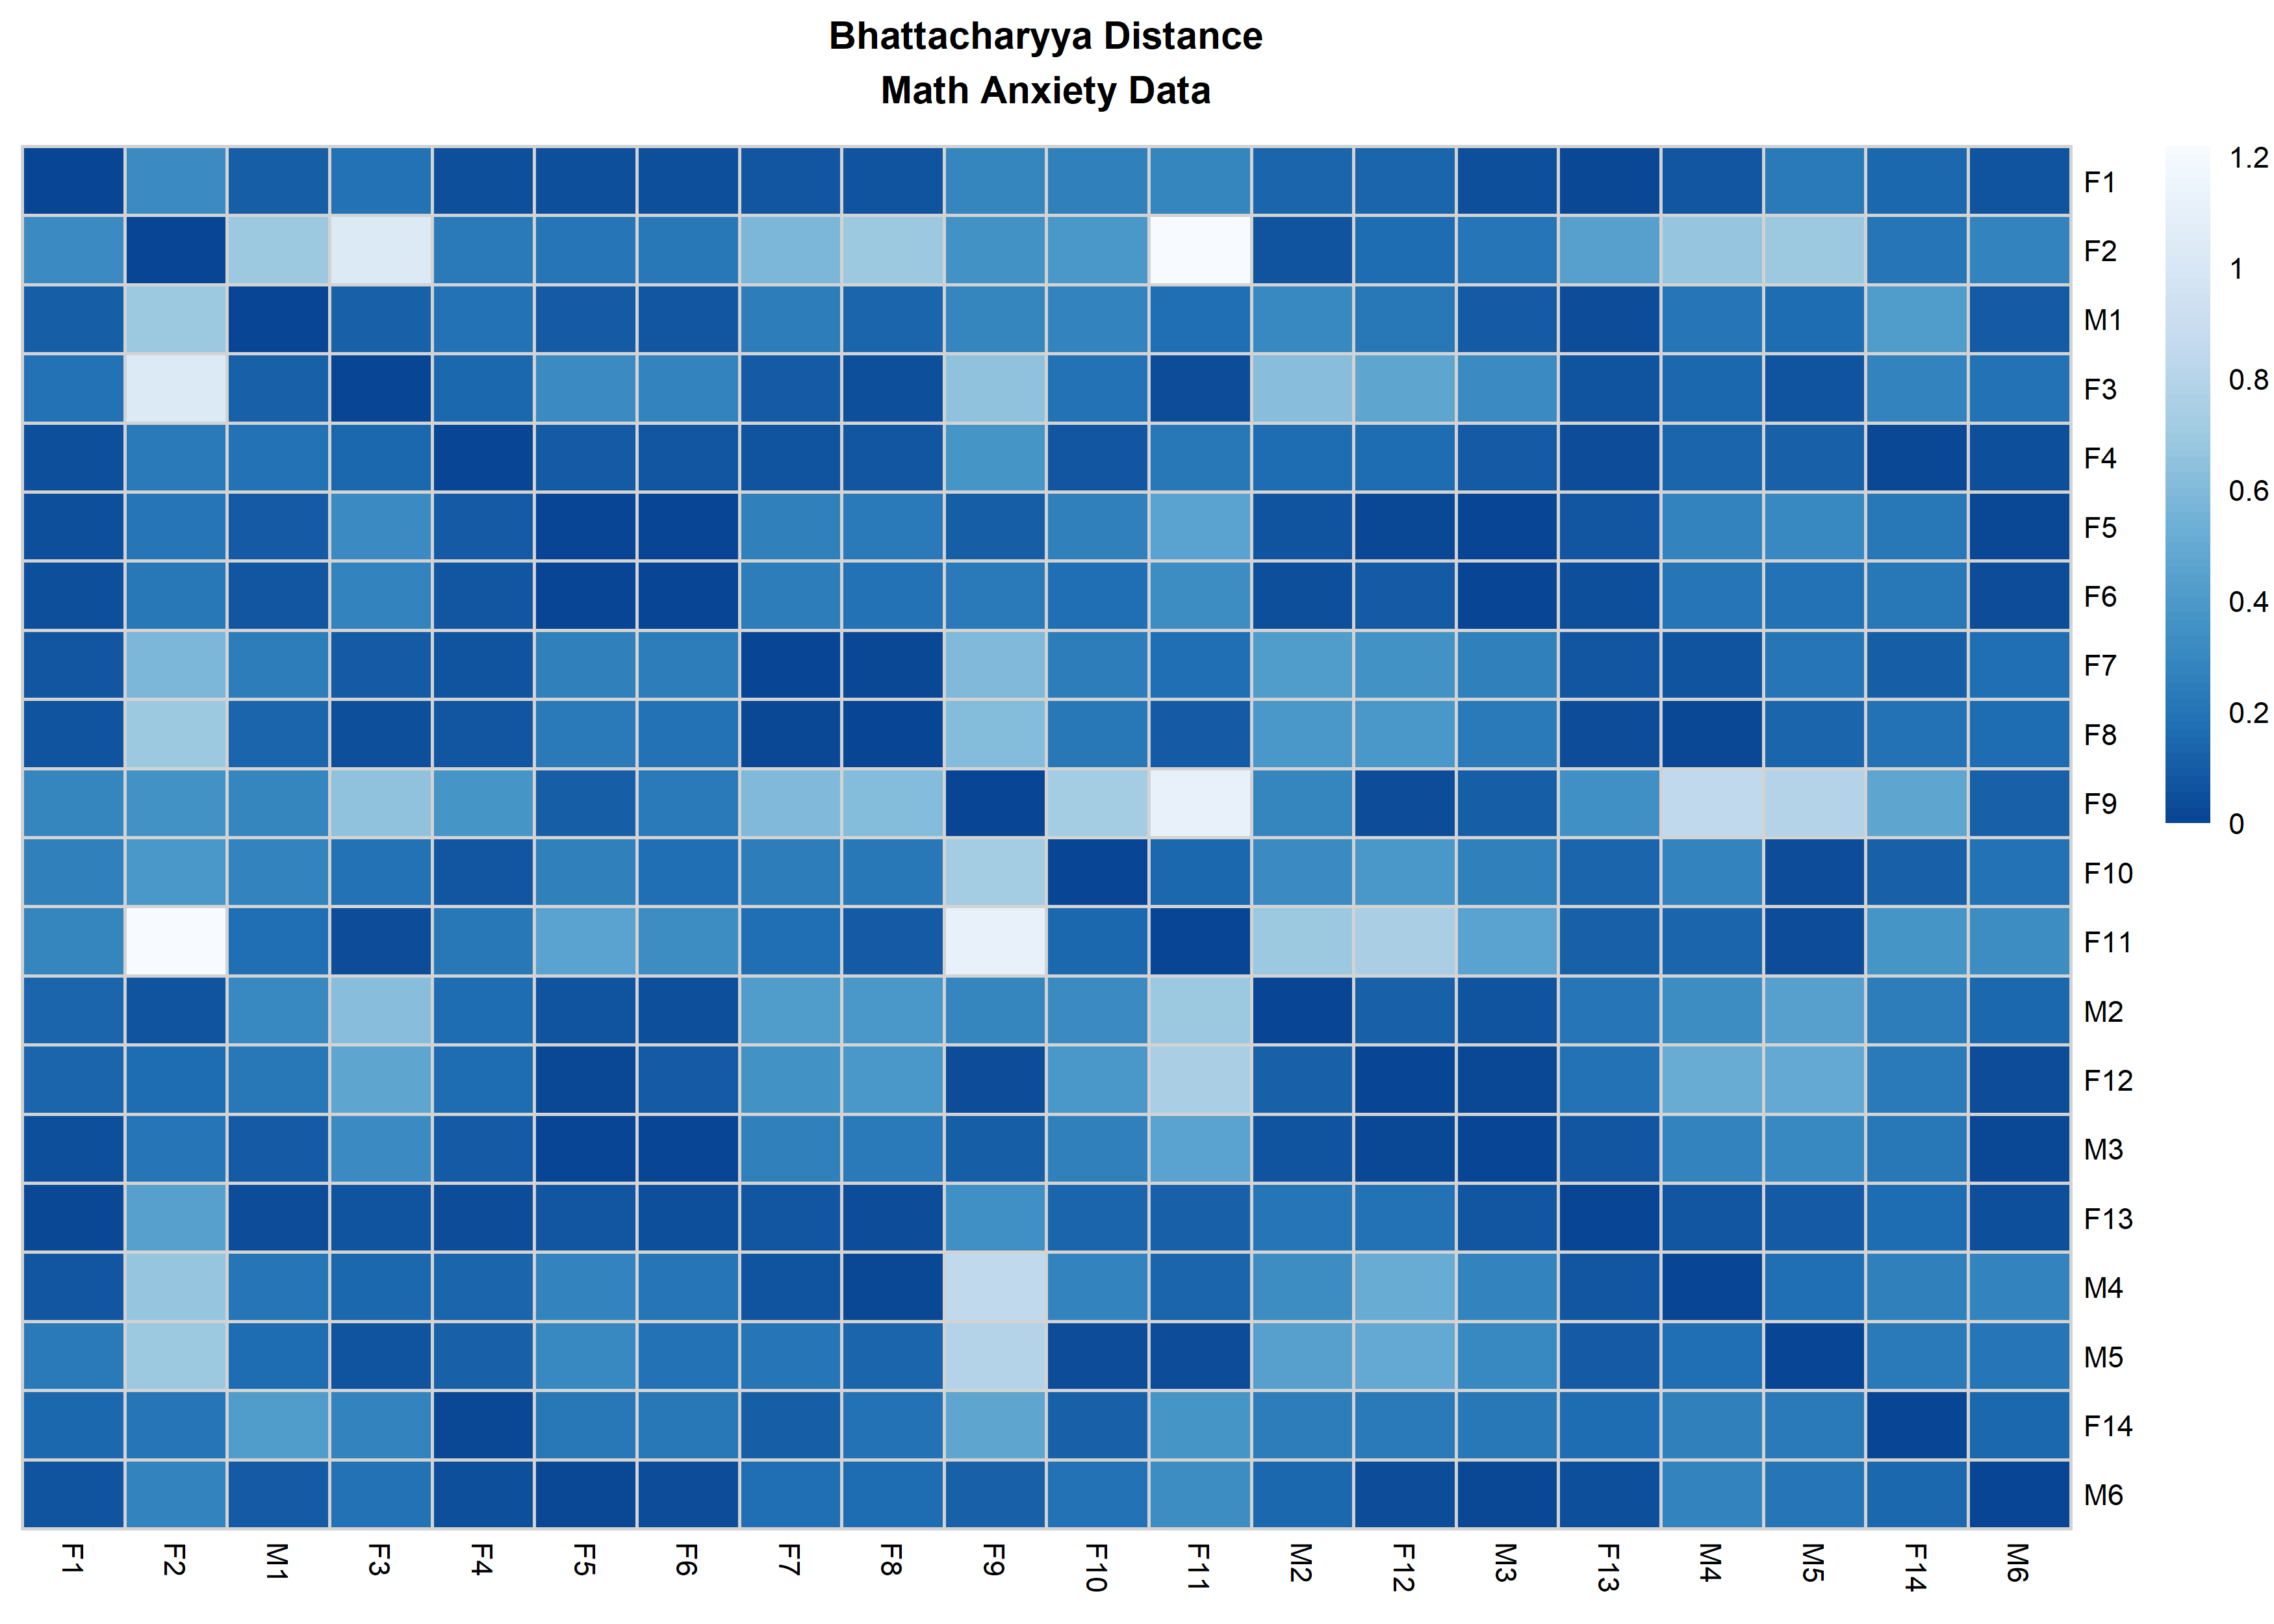 Bhattacharyya Distance
Math Anxiety Data
F1
F2
M1
F3
F4
F5
F6
F7
F8
F9
F10
F11
M2
F12
M3
F13
M4
M5
F14
M6
1.2
1
0.8
0.6
0.4
0.2
0
F1 F2 M1 F3 F4 F5 F6 F7 F8 F9 F10 F11 M2 F12 M3 F13 M4 M5 F14 M6